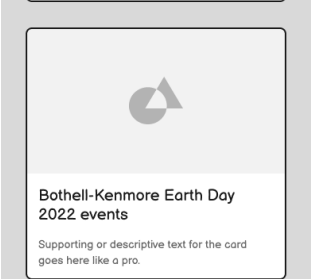 Bothell-Kenmore Earth Day
2022 events
Supporting or descriptive text for the card
goes here like a pro.